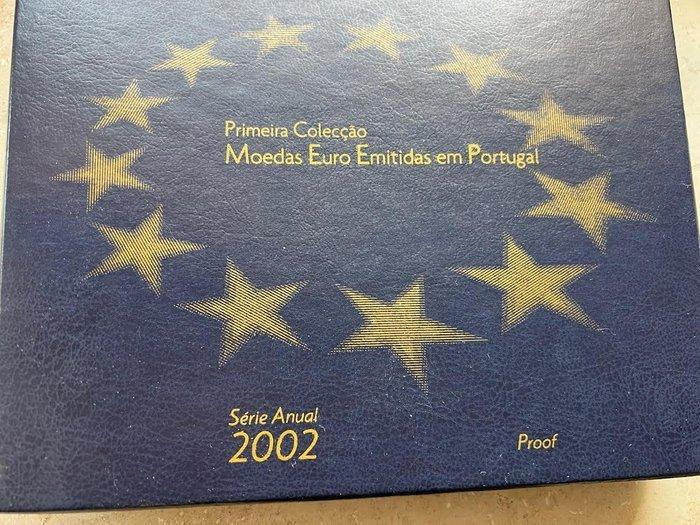 Primeira Colecção
Moedas Euro Emitidas em Portugal
Série Anual
2002
Proof